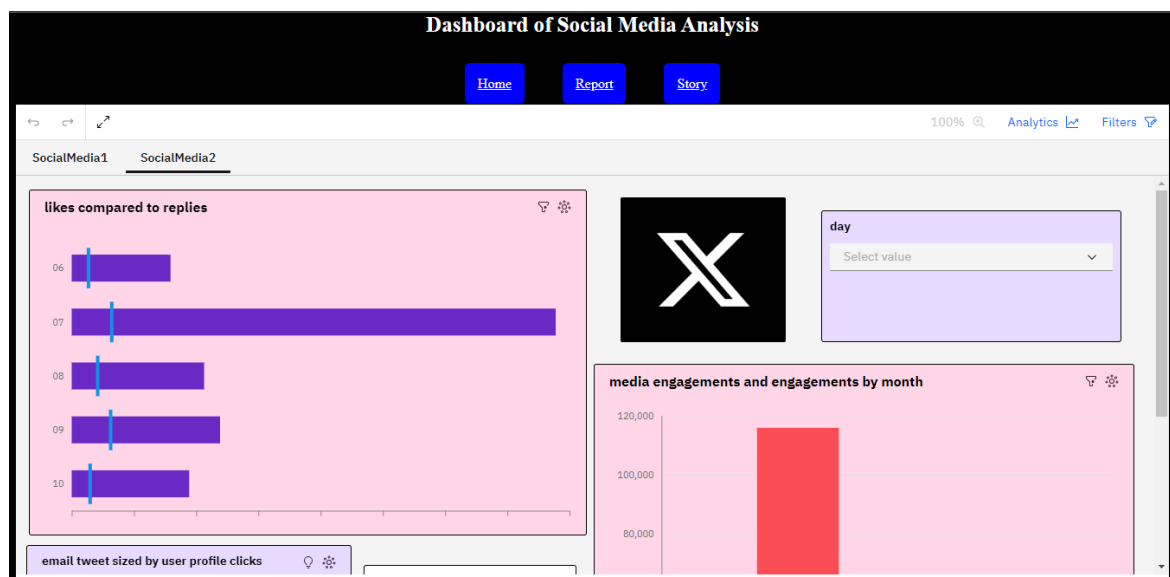 Dashboard of Social Media Analysis
Home Report Story
100% Analytics Filters
SocialMedia1 SocialMedia2
likes compared to replies
06
07
08
09
10
day
Select value
media engagements and engagements by month
120,000
100,000
80,000
email tweet sized by user profile clicks